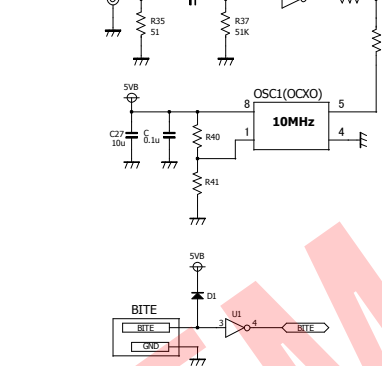 R35
51
R37
51K
5VB
OSC1(OCXO)
8
5
10MHz
C27
10u
C
0.1u
R40
1
4
R41
5VB
D1
BITE
U1
BITE
3
4
BITE
GND